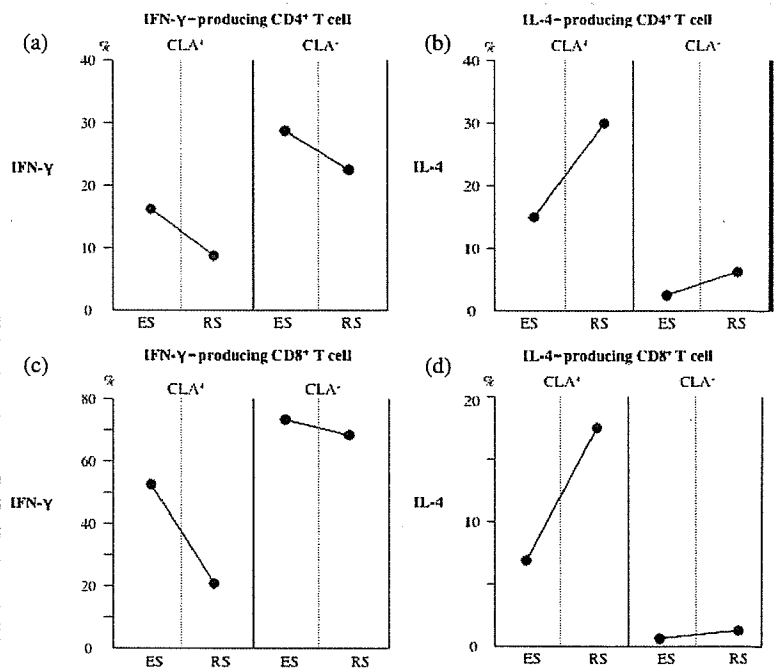 (a)
IFN-γ-producing CD4⁺ T cell
%
CLA⁺
CLA⁻
40
30
IFN-γ
20
10
0
ES RS ES RS
(b)
IL-4-producing CD4⁺ T cell
%
CLA⁺
CLA⁻
40
30
IL-4
20
10
0
ES RS ES RS
(c)
IFN-γ-producing CD8⁺ T cell
%
CLA⁺
CLA⁻
80
60
IFN-γ
40
20
0
ES RS ES RS
(d)
IL-4-producing CD8⁺ T cell
%
CLA⁺
CLA⁻
20
IL-4
10
0
ES RS ES RS